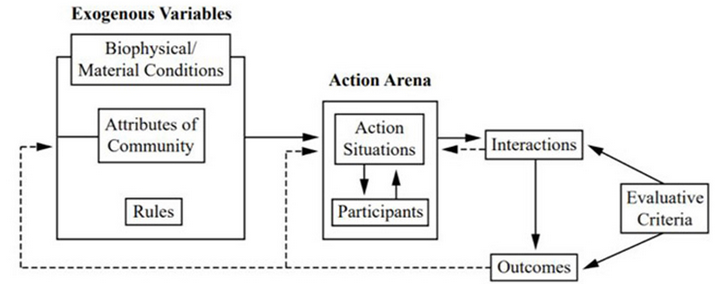 Exogenous Variables
Biophysical/
Material Conditions
Attributes of
Community
Rules
Action Arena
Action
Situations
Participants
Interactions
Outcomes
Evaluative
Criteria